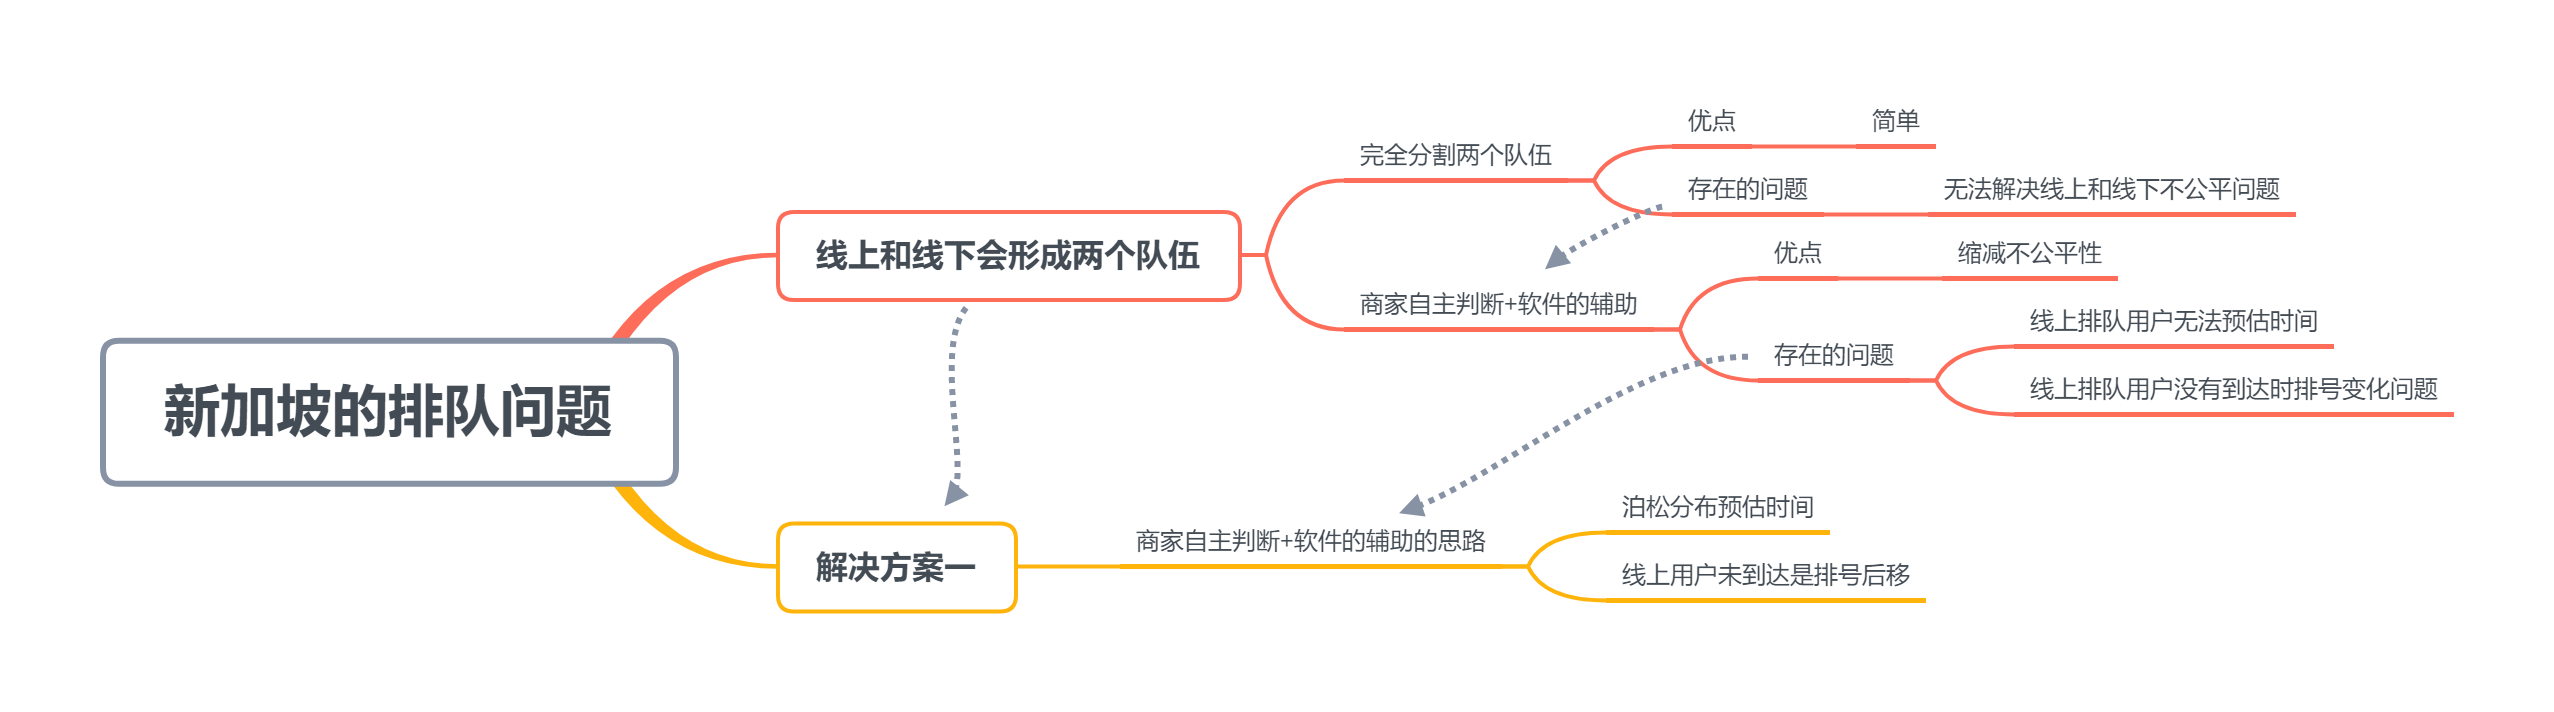 新加坡的排队问题
线上和线下会形成两个队伍
完全分割两个队伍
优点
简单
存在的问题
无法解决线上和线下不公平问题
商家自主判断+软件的辅助
优点
缩减不公平性
存在的问题
线上排队用户无法预估时间
线上排队用户没有到达时排号变化问题
解决方案一
商家自主判断+软件的辅助的思路
泊松分布预估时间
线上用户未到达是排号后移